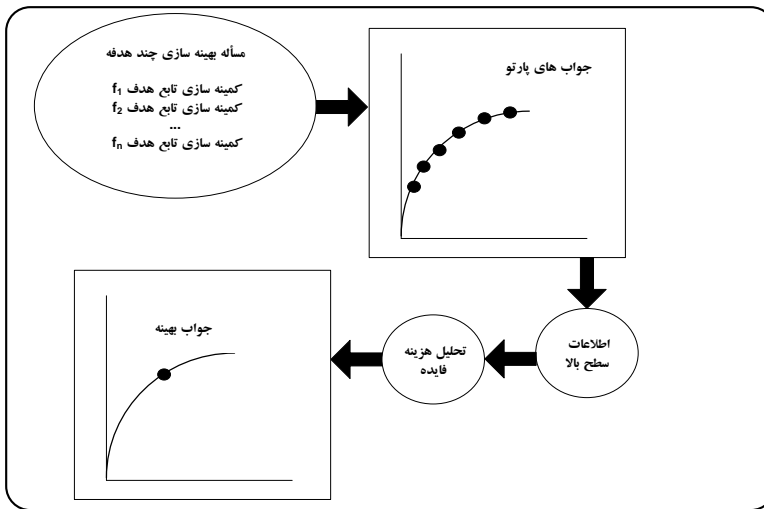 مسأله بهینه سازی چند هدفه
کمینه سازی تابع هدف f₁
کمینه سازی تابع هدف f₂
...
کمینه سازی تابع هدف fₙ
جواب های پارتو
اطلاعات
سطح بالا
تحلیل هزینه
فایده
جواب بهینه